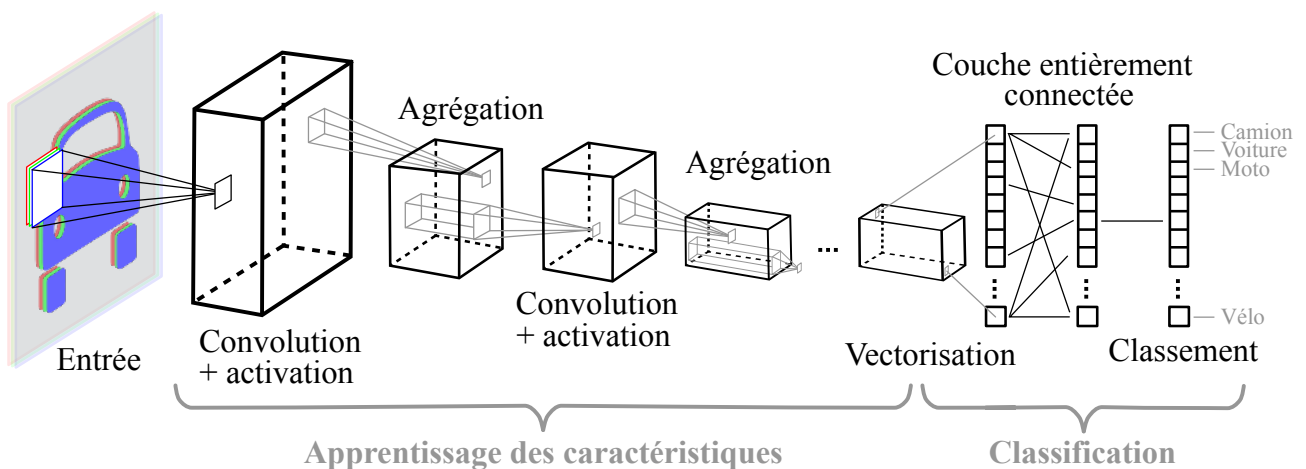 Entrée
Convolution
+ activation
Agrégation
Convolution
+ activation
Agrégation
...
Vectorisation
Couche entièrement
connectée
Classement
Camion
Voiture
Moto
Vélo
Apprentissage des caractéristiques
Classification